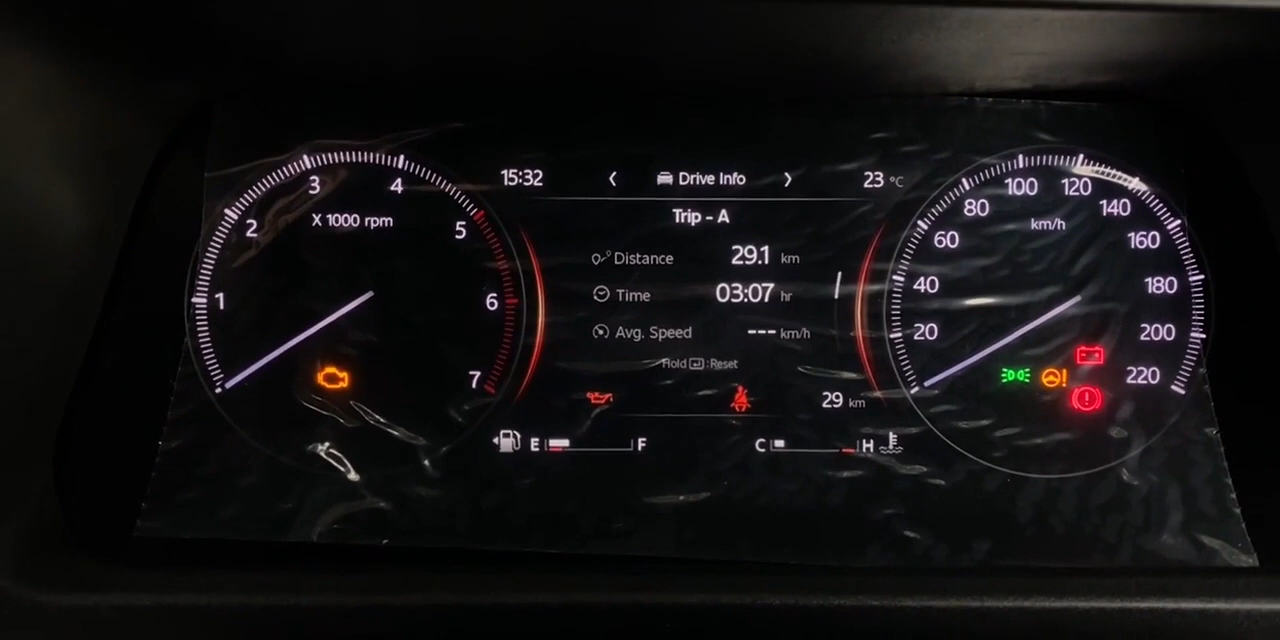 15:32 < Drive Info > 23 °C
Trip - A
Distance 29.1 km
Time 03:07 hr
Avg. Speed --- km/h
Hold : Reset
29 km
E F C H
1 2 3 4 5 6 7
X 1000 rpm
20 40 60 80 100 120 140 160 180 200 220
km/h